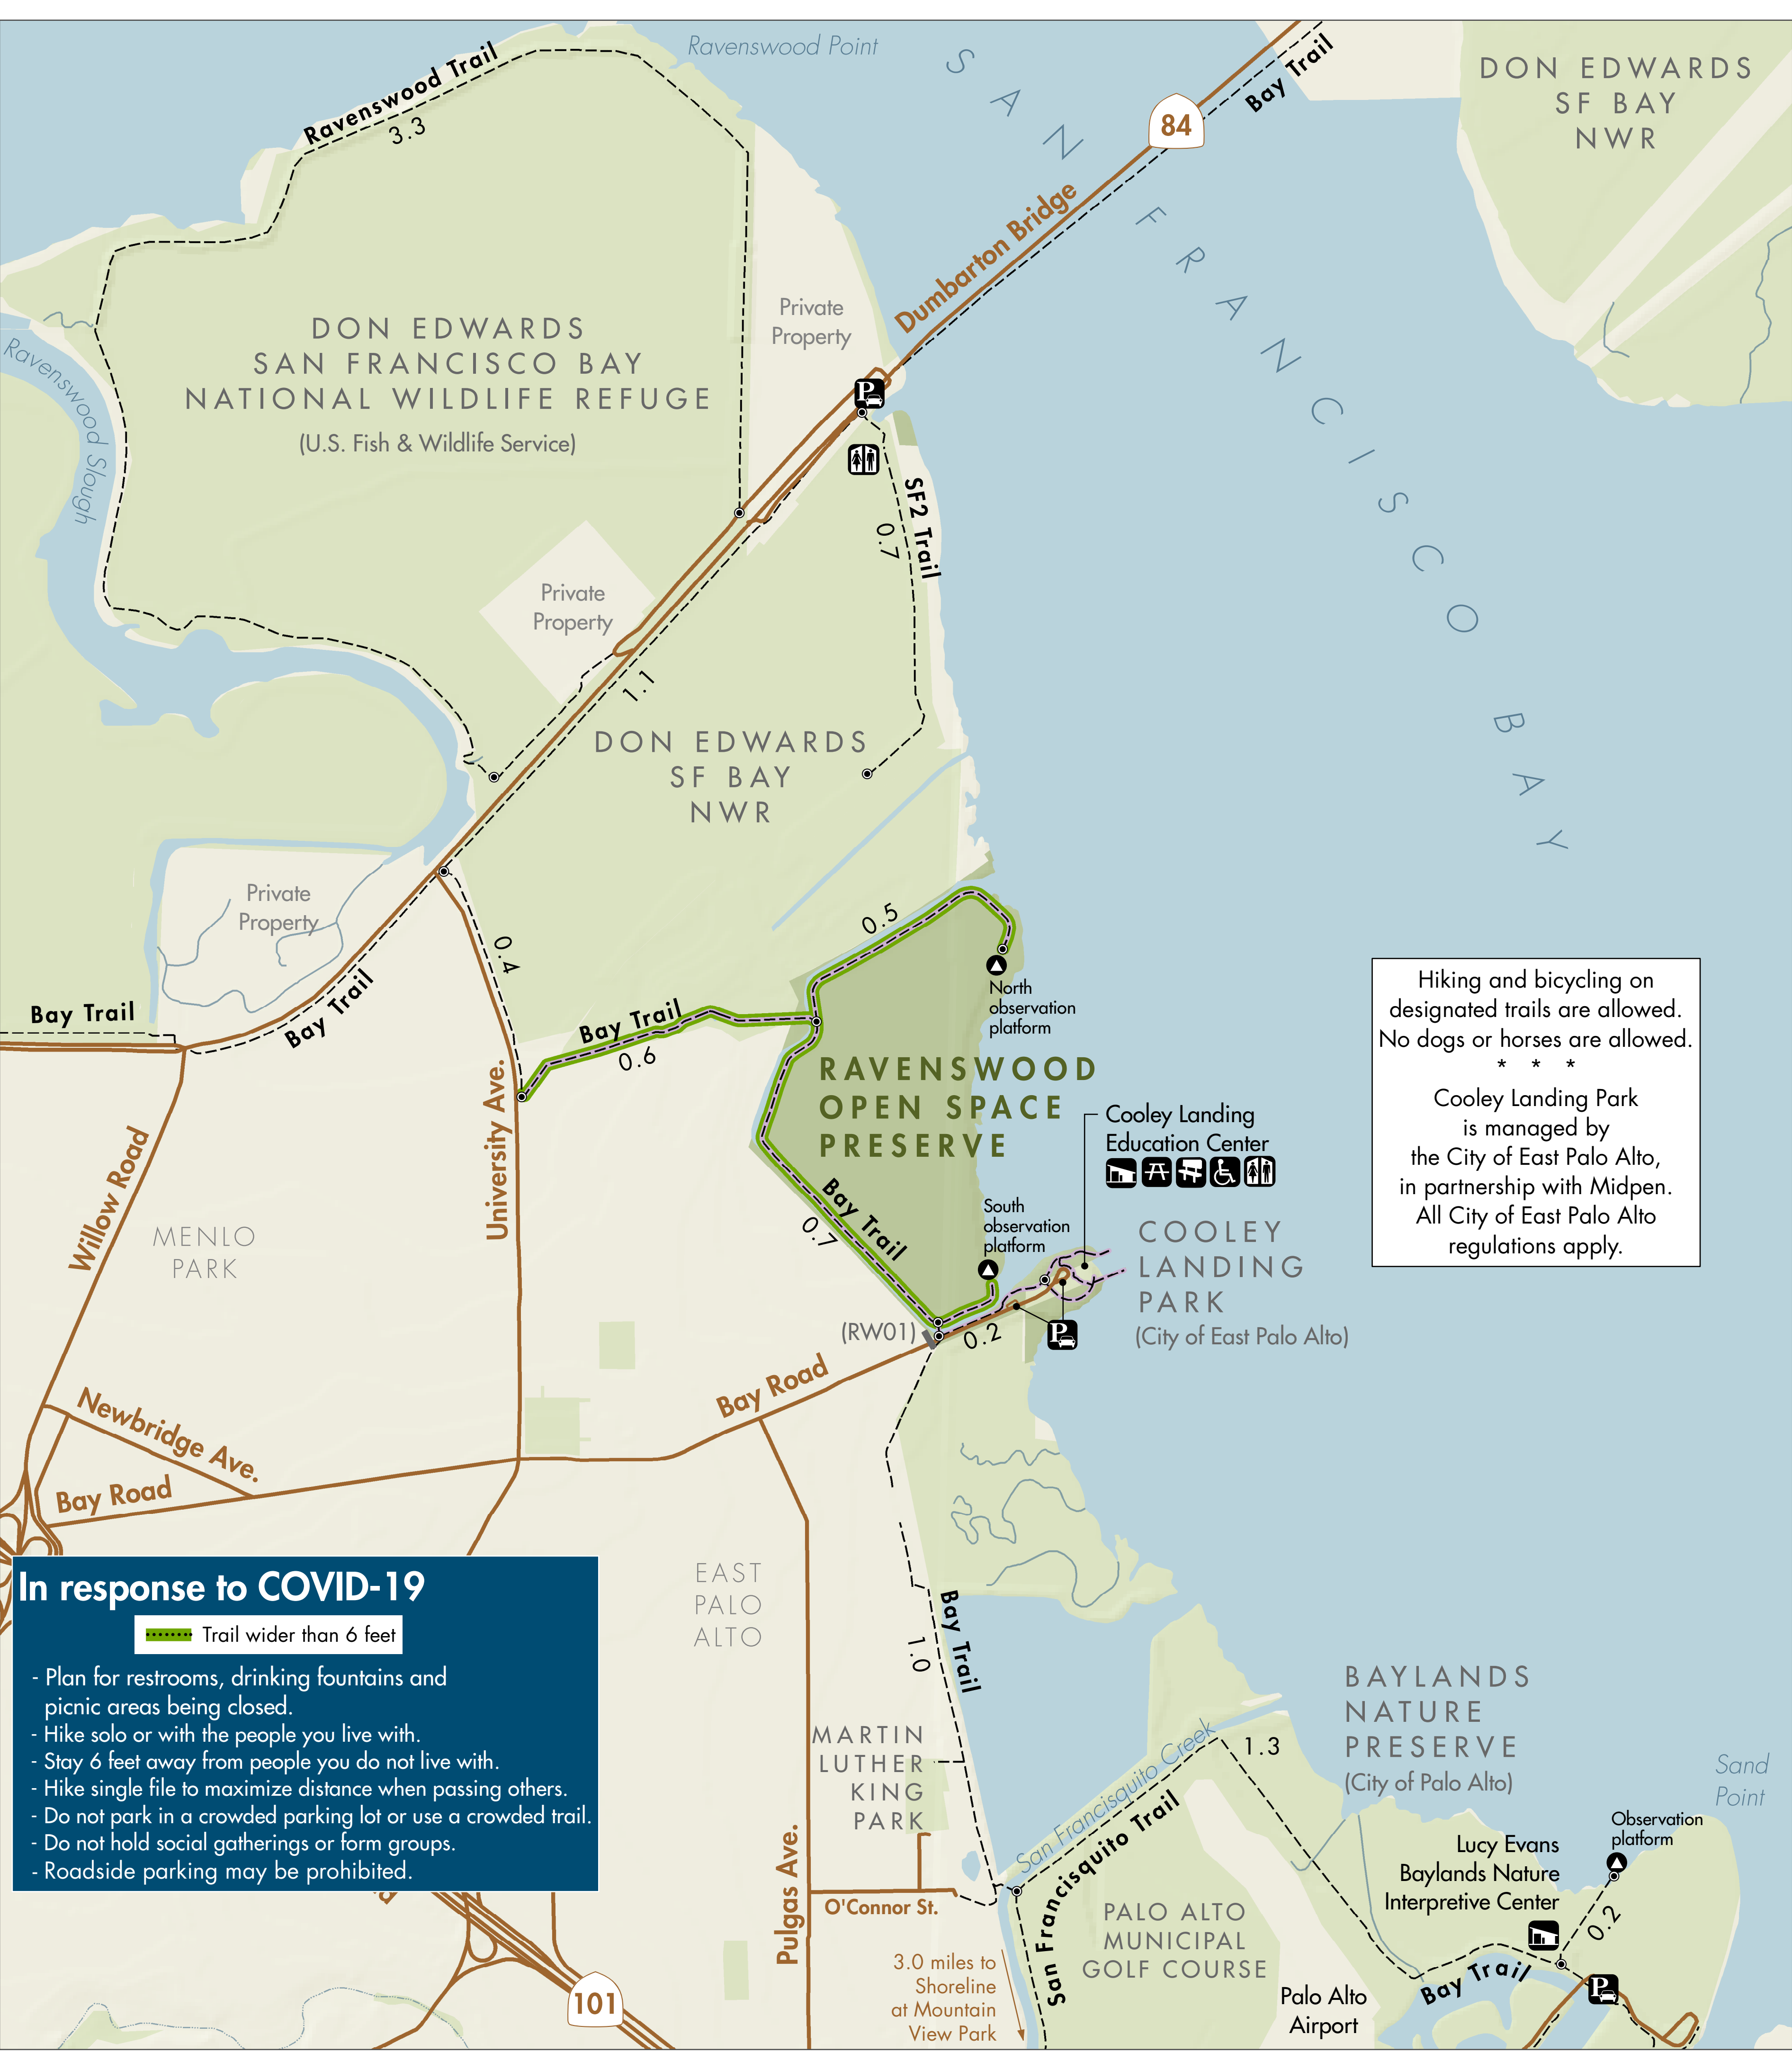 Ravenswood Point
Ravenswood Trail
3.3
SAN FRANCISCO BAY
84
Bay Trail
DON EDWARDS
SF BAY
NWR
Dumbarton Bridge
Private
Property
DON EDWARDS
SAN FRANCISCO BAY
NATIONAL WILDLIFE REFUGE
(U.S. Fish & Wildlife Service)
Ravenswood Slough
P
SF2 Trail
0.7
Private
Property
1.1
DON EDWARDS
SF BAY
NWR
Private
Property
0.4
0.5
Bay Trail
Bay Trail
Bay Trail
0.6
North
observation
platform
RAVENSWOOD
OPEN SPACE
PRESERVE
Hiking and bicycling on
designated trails are allowed.
No dogs or horses are allowed.
* * *
Cooley Landing Park
is managed by
the City of East Palo Alto,
in partnership with Midpen.
All City of East Palo Alto
regulations apply.
Cooley Landing
Education Center
Willow Road
University Ave.
MENLO
PARK
Bay Trail
0.7
South
observation
platform
COOLEY
LANDING
PARK
(City of East Palo Alto)
(RW01)
0.2
P
Bay Road
Newbridge Ave.
Bay Road
EAST
PALO
ALTO
In response to COVID-19
Trail wider than 6 feet
- Plan for restrooms, drinking fountains and
picnic areas being closed.
- Hike solo or with the people you live with.
- Stay 6 feet away from people you do not live with.
- Hike single file to maximize distance when passing others.
- Do not park in a crowded parking lot or use a crowded trail.
- Do not hold social gatherings or form groups.
- Roadside parking may be prohibited.
Bay Trail
1.0
MARTIN
LUTHER
KING
PARK
San Francisquito Creek
1.3
BAYLANDS
NATURE
PRESERVE
(City of Palo Alto)
Sand
Point
San Francisquito Trail
Observation
platform
Lucy Evans
Baylands Nature
Interpretive Center
0.2
Pulgas Ave.
O'Connor St.
San Francisquito Trail
PALO ALTO
MUNICIPAL
GOLF COURSE
3.0 miles to
Shoreline
at Mountain
View Park
Palo Alto
Airport
Bay Trail
P
101